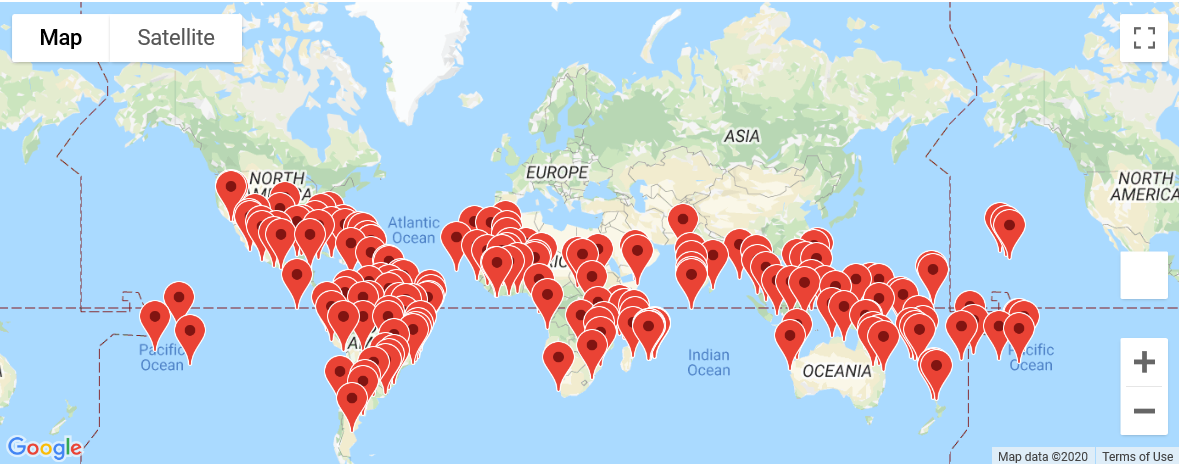 Map
Satellite
ASIA
EUROPE
NORTH
AMERICA
NORTH
AMERICA
Atlantic
Ocean
Pacific
Ocean
Indian
Ocean
OCEANIA
Pacific
Ocean
Google
Map data ©2020
Terms of Use